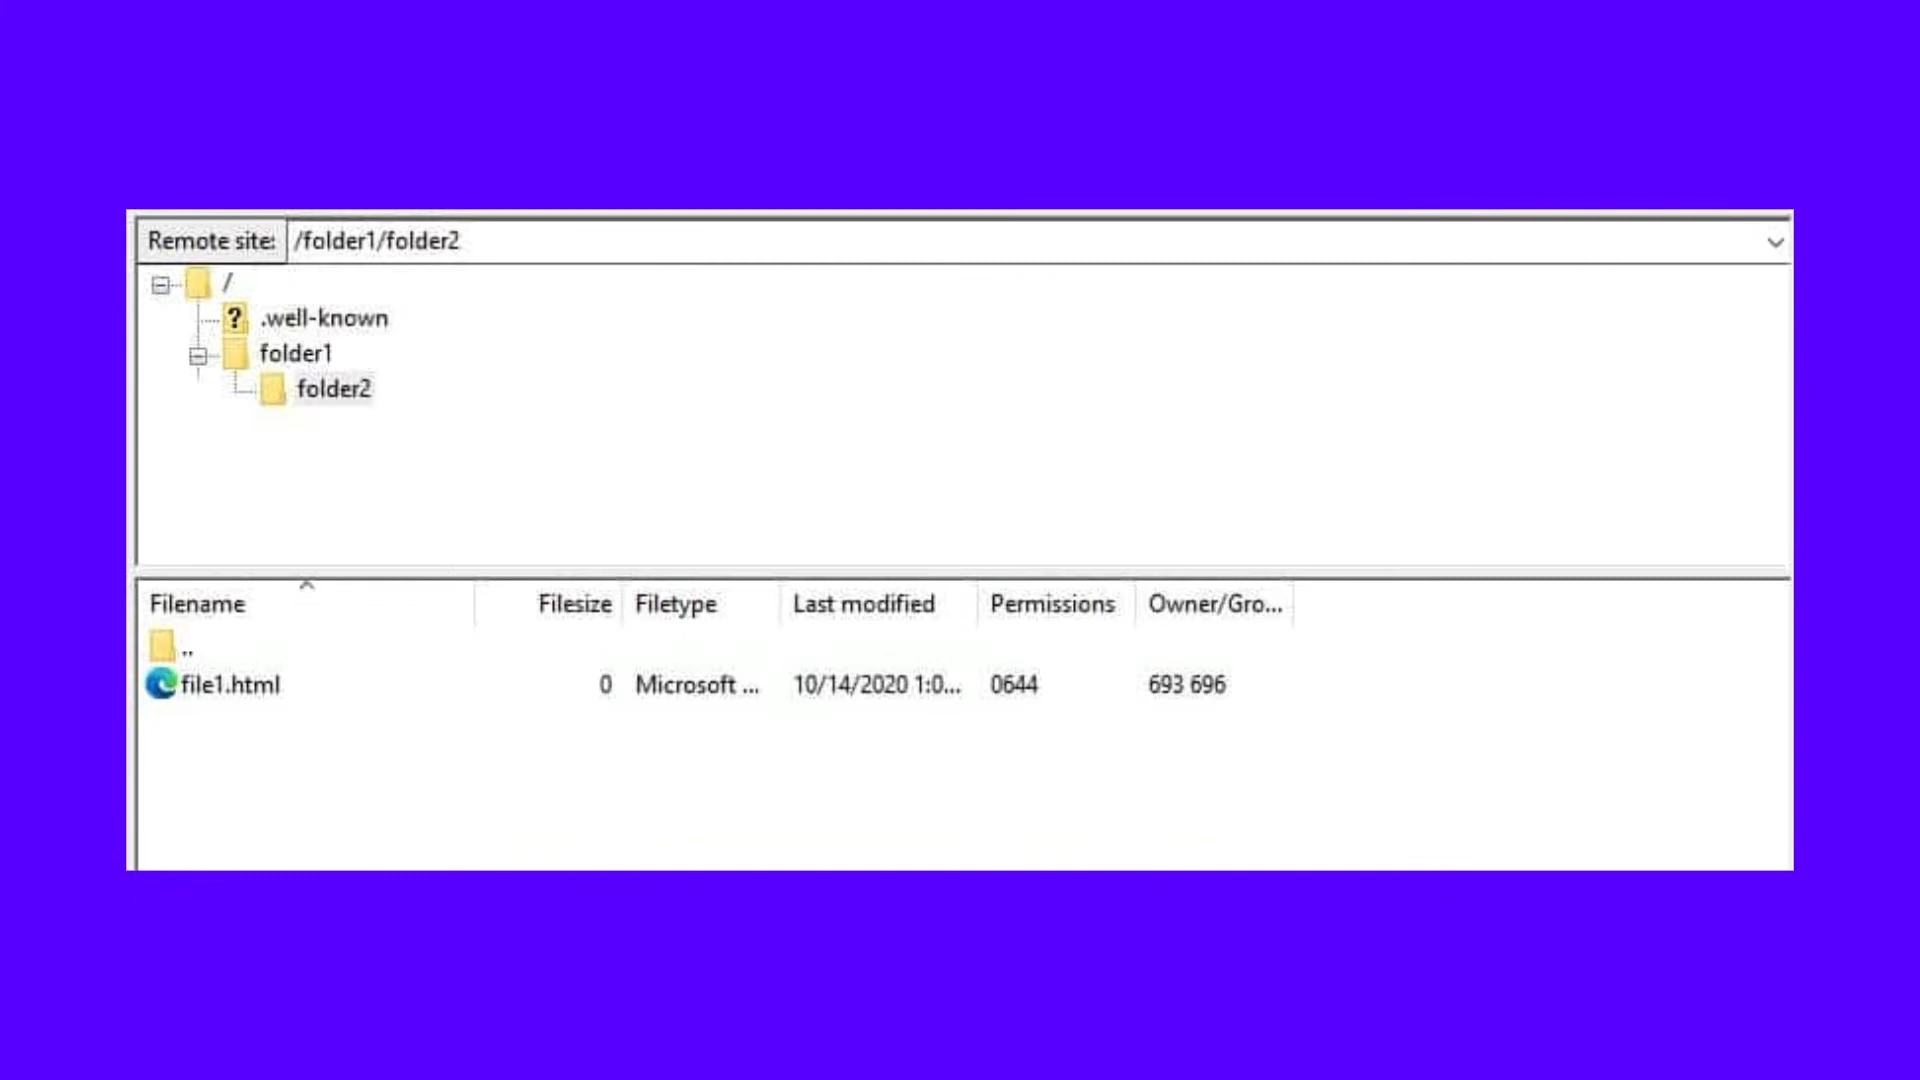 Remote site: /folder1/folder2
/
? .well-known
folder1
folder2
Filename Filesize Filetype Last modified Permissions Owner/Gro...
..
file1.html 0 Microsoft ... 10/14/2020 1:0... 0644 693 696